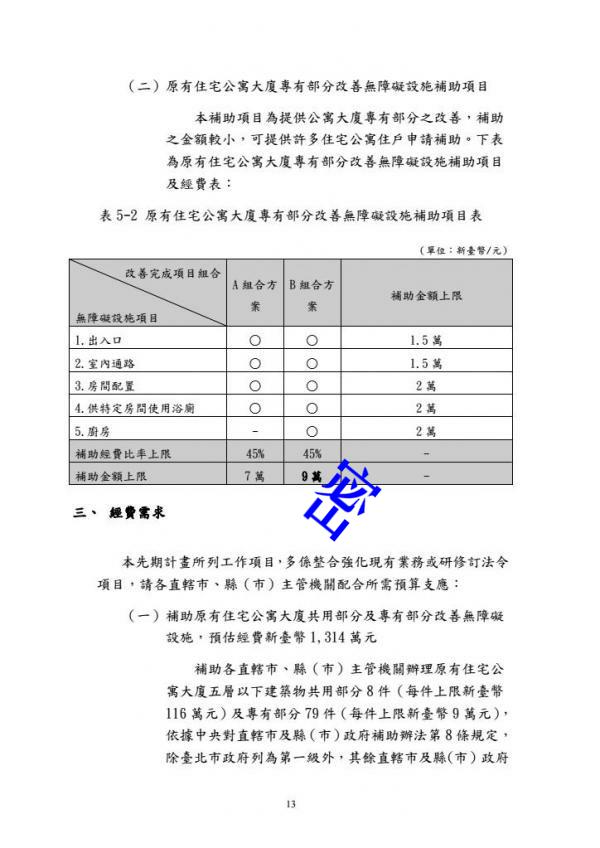 （二）原有住宅公寓大廈專有部分改善無障礙設施補助項目
本補助項目為提供公寓大廈專有部分之改善，補助
之金額較小，可提供許多住宅公寓住戶申請補助。下表
為原有住宅公寓大廈專有部分改善無障礙設施補助項目
及經費表：
表 5-2 原有住宅公寓大廈專有部分改善無障礙設施補助項目表
（單位：新臺幣/元）
改善完成項目組合
無障礙設施項目
A 組合方案
B 組合方案
補助金額上限
1.出入口 ○ ○ 1.5 萬
2.室內通路 ○ ○ 1.5 萬
3.房間配置 ○ ○ 2 萬
4.供特定房間使用浴廁 ○ ○ 2 萬
5.廚房 - ○ 2 萬
補助經費比率上限 45% 45% -
補助金額上限 7 萬 9 萬 -
密
三、 經費需求
本先期計畫所列工作項目，多係整合強化現有業務或研修訂法令
項目，請各直轄市、縣（市）主管機關配合所需預算支應：
（一）補助原有住宅公寓大廈共用部分及專有部分改善無障礙
設施，預估經費新臺幣 1,314 萬元
補助各直轄市、縣（市）主管機關辦理原有住宅公
寓大廈五層以下建築物共用部分 8 件（每件上限新臺幣
116 萬元）及專有部分 79 件（每件上限新臺幣 9 萬元），
依據中央對直轄市及縣（市）政府補助辦法第 8 條規定，
除臺北市政府列為第一級外，其餘直轄市及縣(市）政府
13